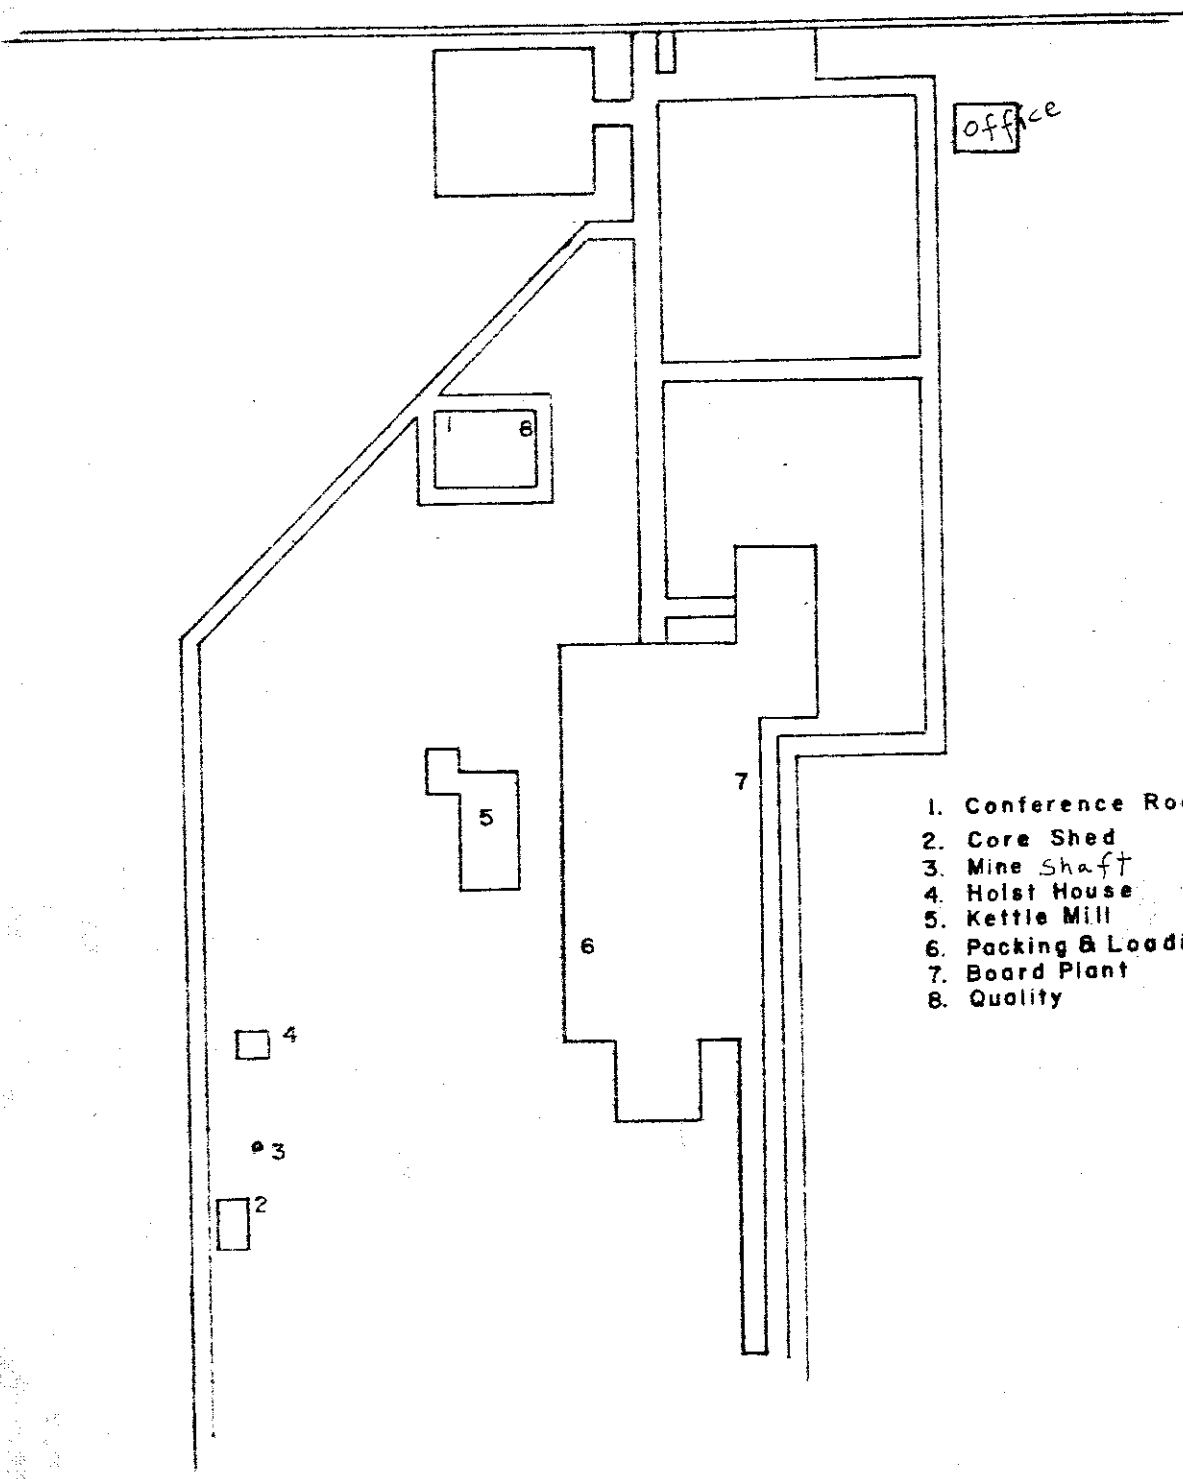 Office
1 8
7
5
1. Conference Roo
2. Core Shed
3. Mine Shaft
4. Hoist House
5. Kettle Mill
6. Packing & Loadi
7. Board Plant
8. Quality
6
4
3
2